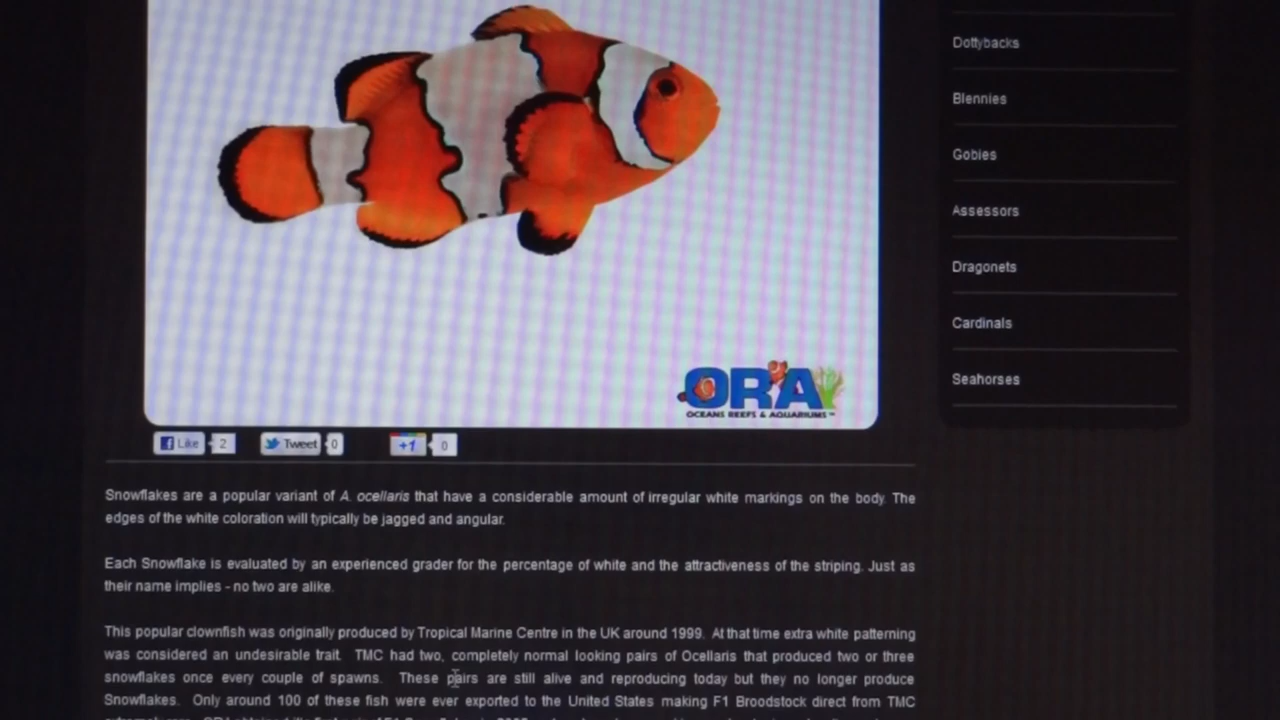 Dottybacks
Blennies
Gobies
Assessors
Dragonets
Cardinals
Seahorses
ORA
OCEANS REEFS & AQUARIUMS™
Like 2 Tweet 0 +1 0
Snowflakes are a popular variant of A. ocellaris that have a considerable amount of irregular white markings on the body. The
edges of the white coloration will typically be jagged and angular.
Each Snowflake is evaluated by an experienced grader for the percentage of white and the attractiveness of the striping. Just as
their name implies - no two are alike.
This popular clownfish was originally produced by Tropical Marine Centre in the UK around 1999. At that time extra white patterning
was considered an undesirable trait. TMC had two, completely normal looking pairs of Ocellaris that produced two or three
snowflakes once every couple of spawns. These pairs are still alive and reproducing today but they no longer produce
Snowflakes. Only around 100 of these fish were ever exported to the United States making F1 Broodstock direct from TMC